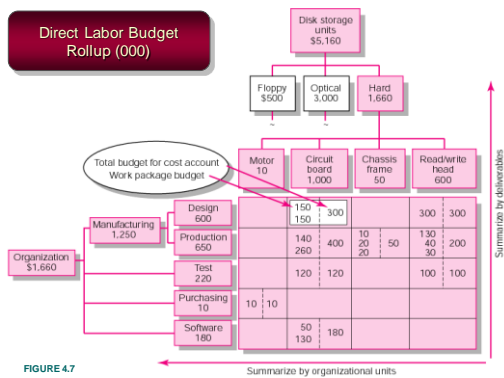 Direct Labor Budget
Rollup (000)
Disk storage
units
$5,160
Floppy
$500
Optical
3,000
Hard
1,660
~
~
Total budget for cost account
Work package budget
Motor
10
Circuit
board
1,000
Chassis
frame
50
Read/write
head
600
Organization
$1,660
Manufacturing
1,250
Design
600
150
150
300
300 300
Production
650
140
260
400
10
20
20
50
130
40
30
200
Test
220
120 120
100 100
Purchasing
10
10 10
Software
180
50
130
180
Summarize by deliverables
FIGURE 4.7
Summarize by organizational units